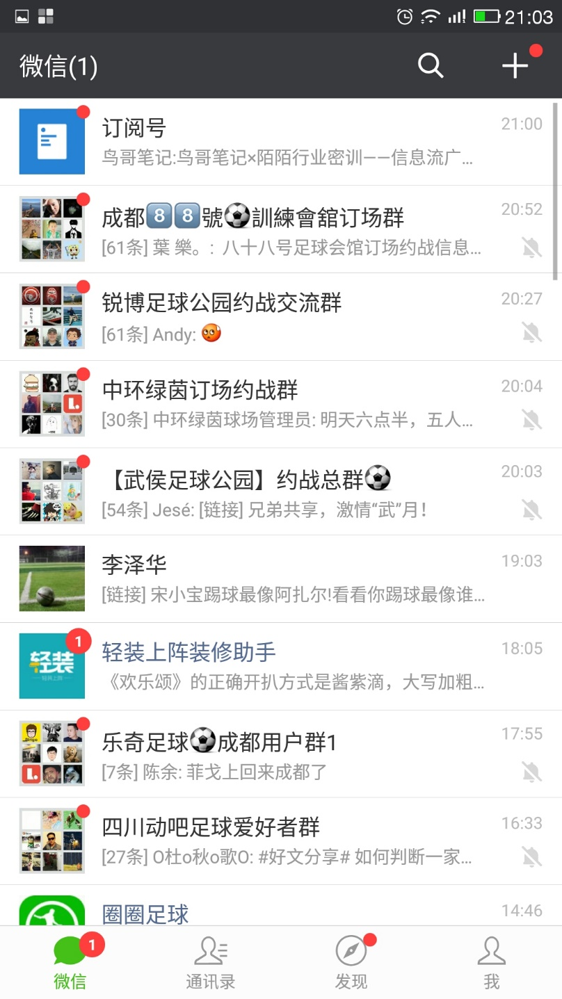 21:03
微信(1)
订阅号
21:00
鸟哥笔记:鸟哥笔记×陌陌行业密训——信息流广...
成都8️⃣8️⃣號⚽訓練會舘订场群
20:52
[61条] 葉 樂。: 八十八号足球会馆订场约战信息...
锐博足球公园约战交流群
20:27
[61条] Andy:
中环绿茵订场约战群
20:04
[30条] 中环绿茵球场管理员: 明天六点半，五人...
【武侯足球公园】约战总群⚽
20:03
[54条] Jesé: [链接] 兄弟共享，激情“武”月！
李泽华
19:03
[链接] 宋小宝踢球最像阿扎尔!看看你踢球最像谁...
轻装
1
轻装上阵装修助手
18:05
《欢乐颂》的正确开扒方式是酱紫滴，大写加粗...
乐奇足球⚽成都用户群1
17:55
[7条] 陈余: 菲戈上回来成都了
四川动吧足球爱好者群
16:33
[27条] O杜o秋o歌O: #好文分享# 如何判断一家...
圈圈足球
14:46
1
微信
通讯录
发现
我